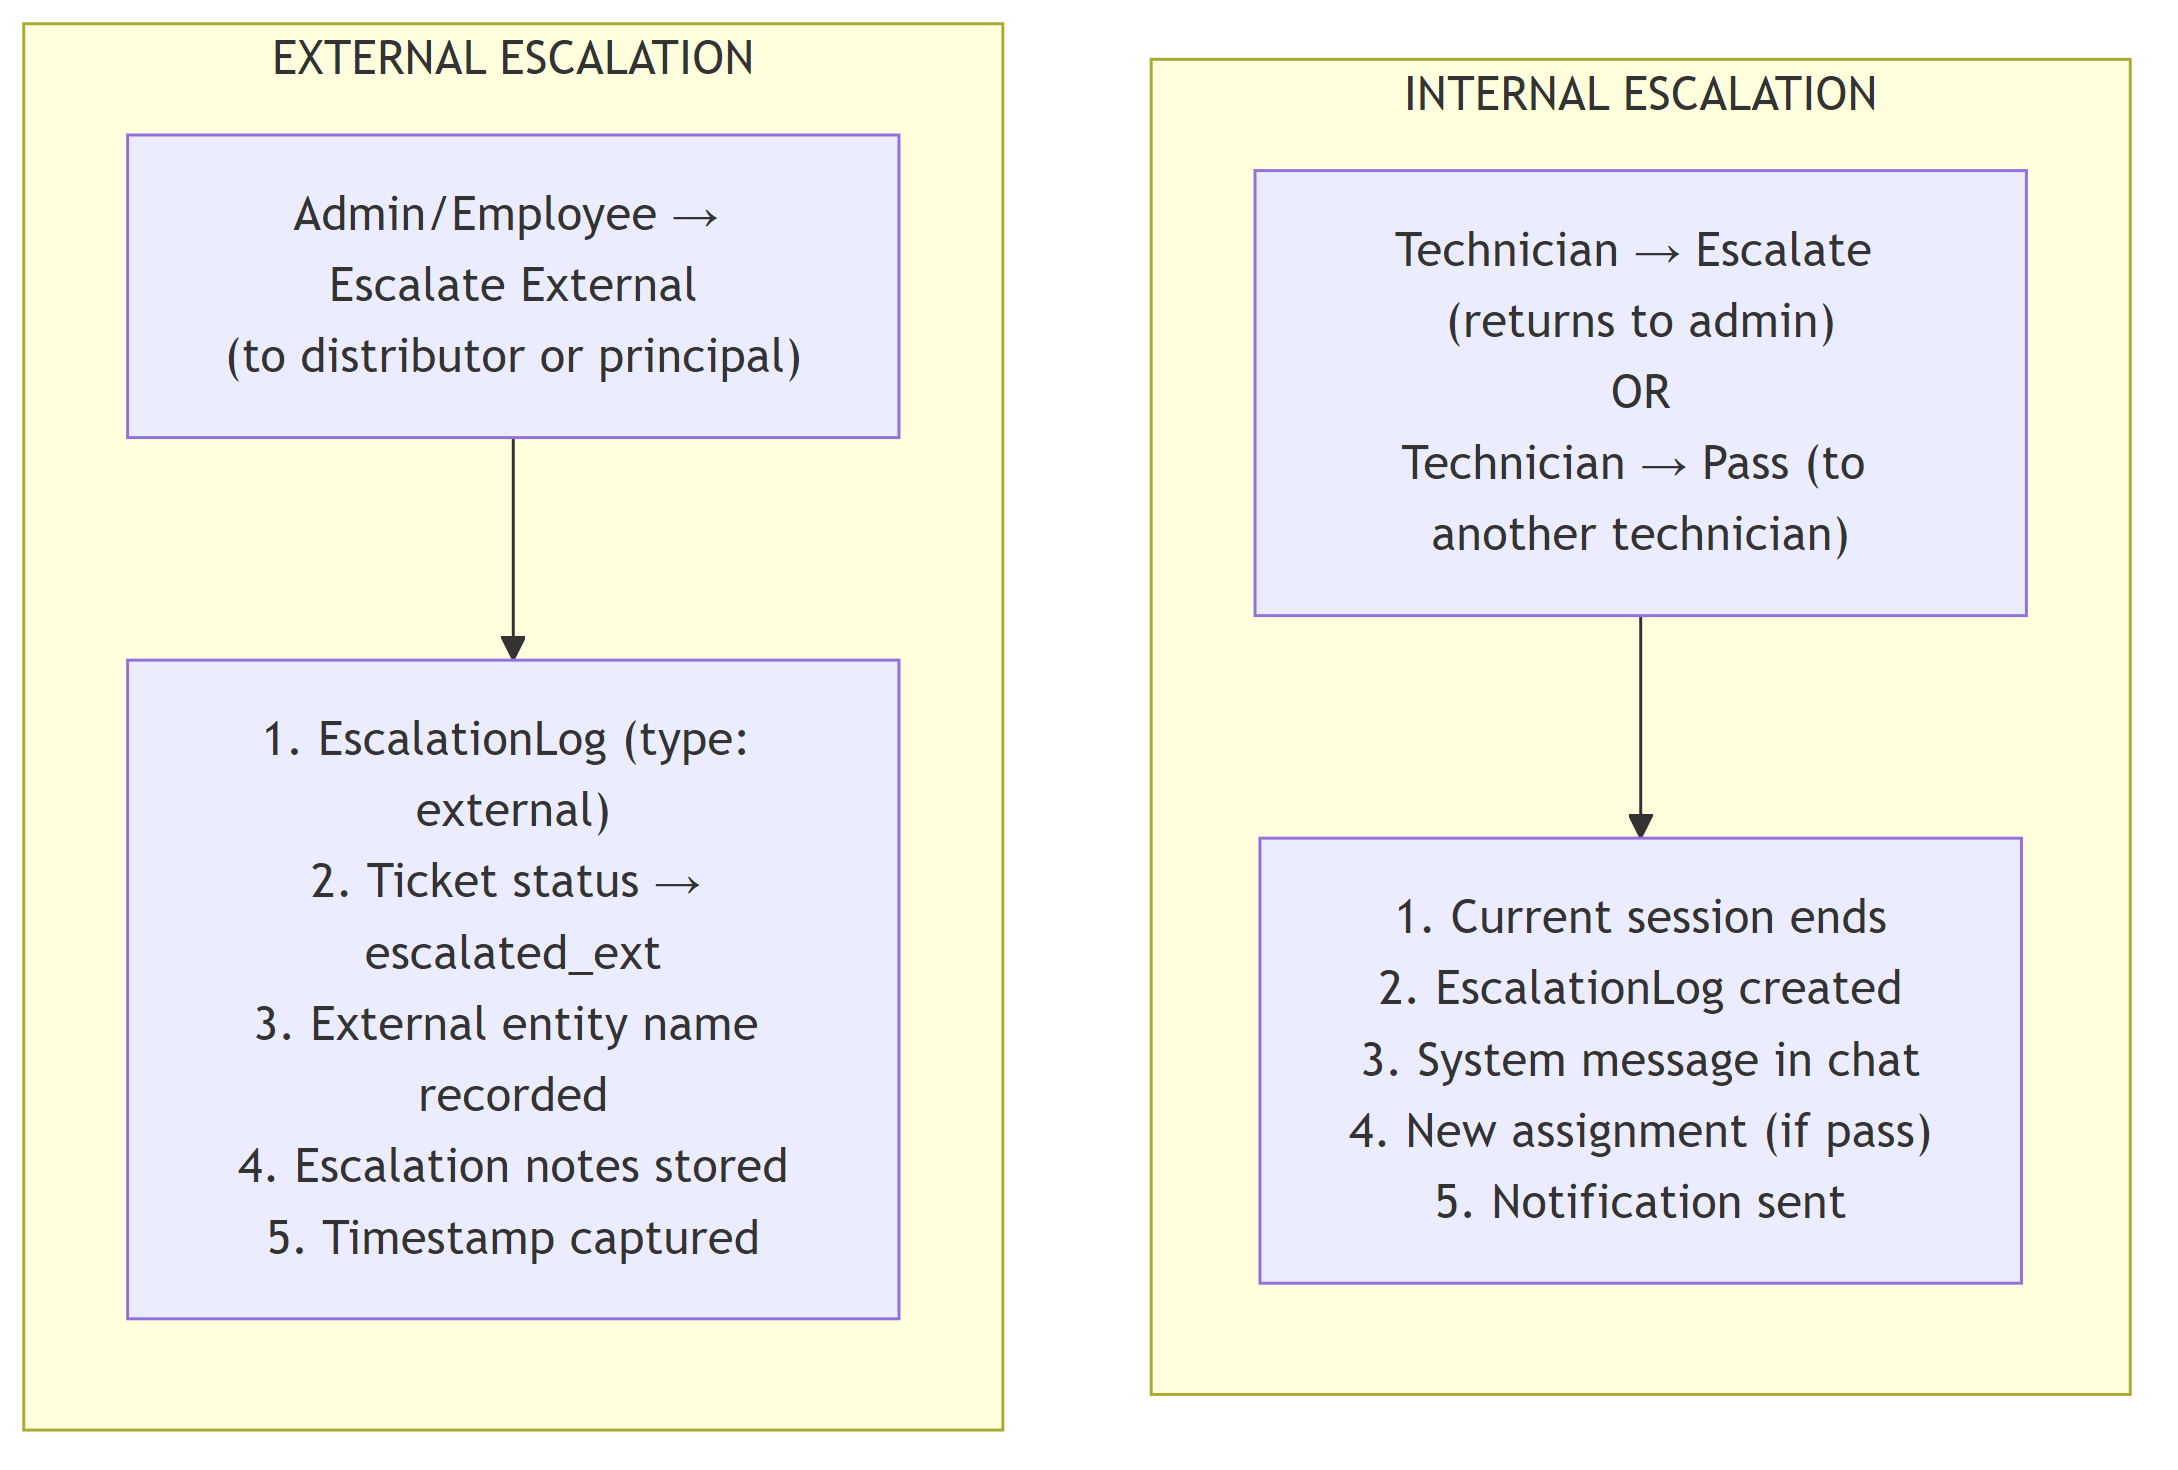 EXTERNAL ESCALATION
Admin/Employee →
Escalate External
(to distributor or principal)
1. EscalationLog (type:
external)
2. Ticket status →
escalated_ext
3. External entity name
recorded
4. Escalation notes stored
5. Timestamp captured
INTERNAL ESCALATION
Technician → Escalate
(returns to admin)
OR
Technician → Pass (to
another technician)
1. Current session ends
2. EscalationLog created
3. System message in chat
4. New assignment (if pass)
5. Notification sent